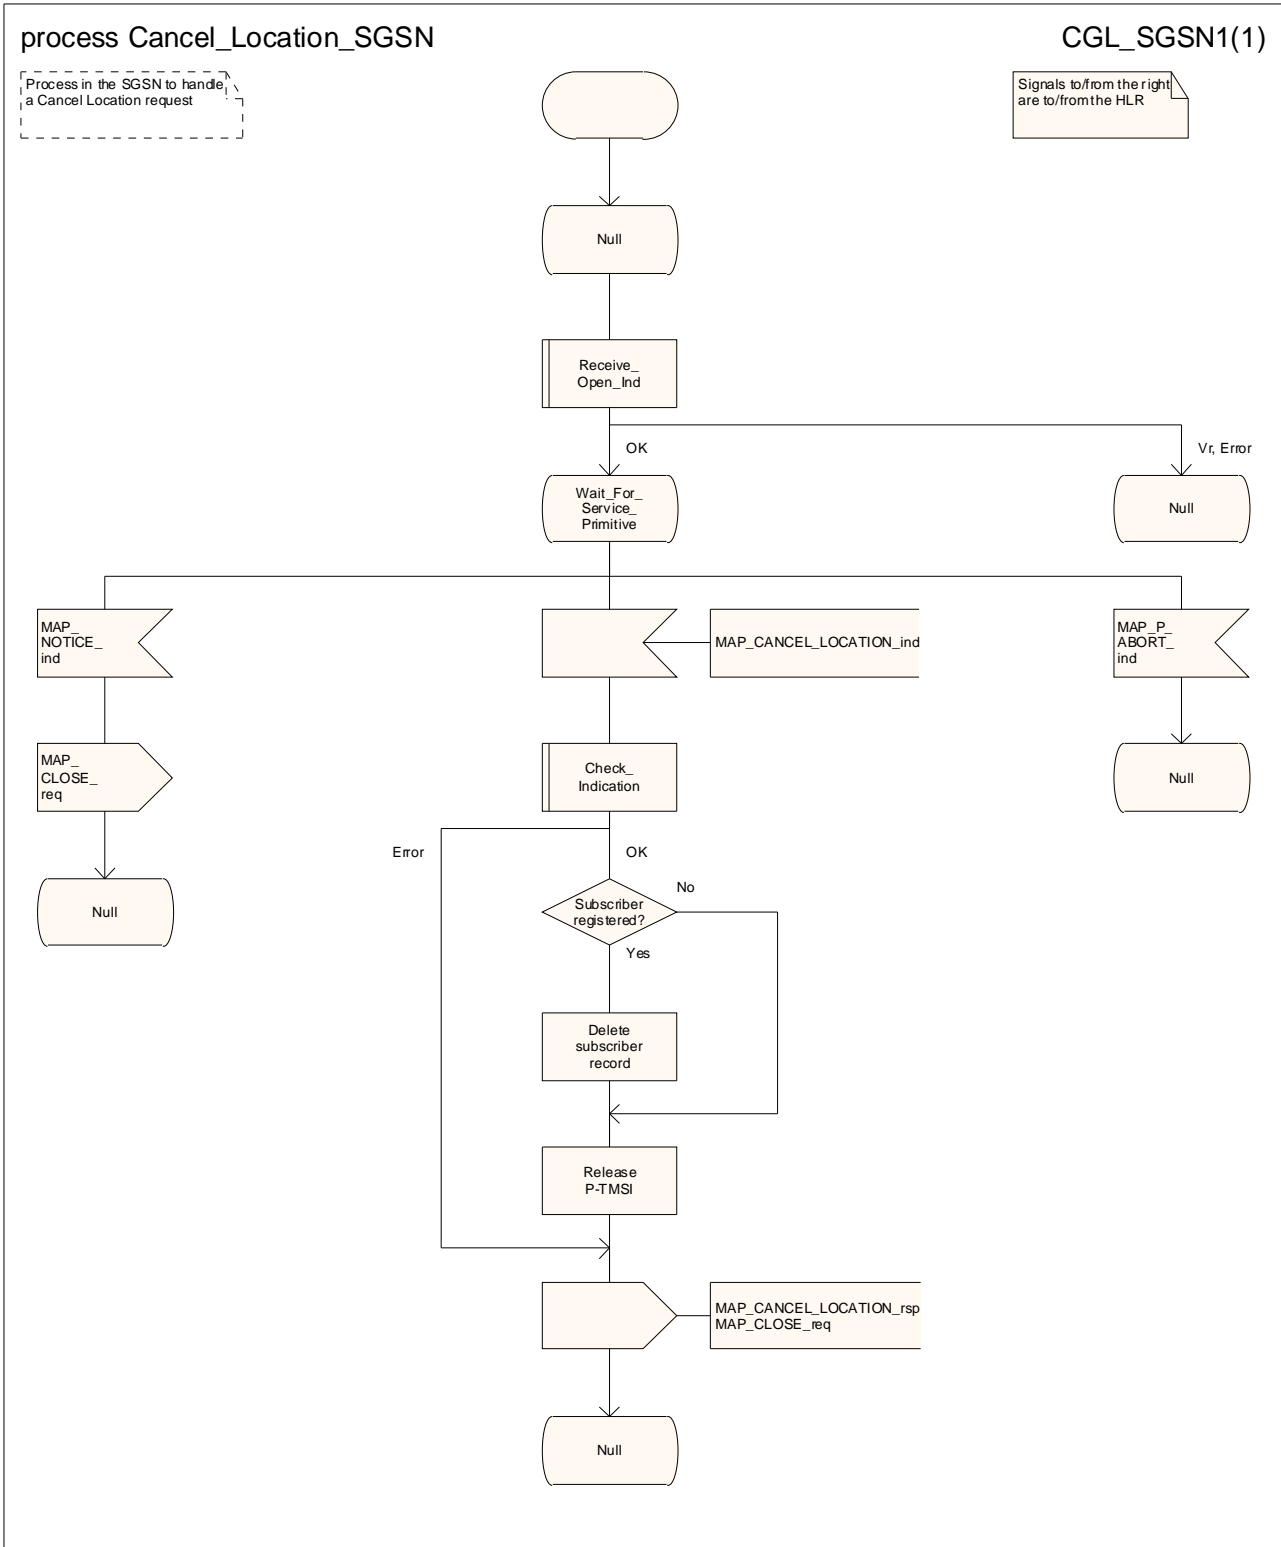 process Cancel_Location_SGSN
CGL_SGSN1(1)
Process in the SGSN to handle
a Cancel Location request
Signals to/from the right
are to/from the HLR
Null
Receive_
Open_Ind
OK
Vr, Error
Wait_For_
Service_
Primitive
Null
MAP_
NOTICE_
ind
MAP_CANCEL_LOCATION_ind
MAP_P_
ABORT_
ind
MAP_
CLOSE_
req
Check_
Indication
Null
Error
OK
No
Null
Subscriber
registered?
Yes
Delete
subscriber
record
Release
P-TMSI
MAP_CANCEL_LOCATION_rsp
MAP_CLOSE_req
Null